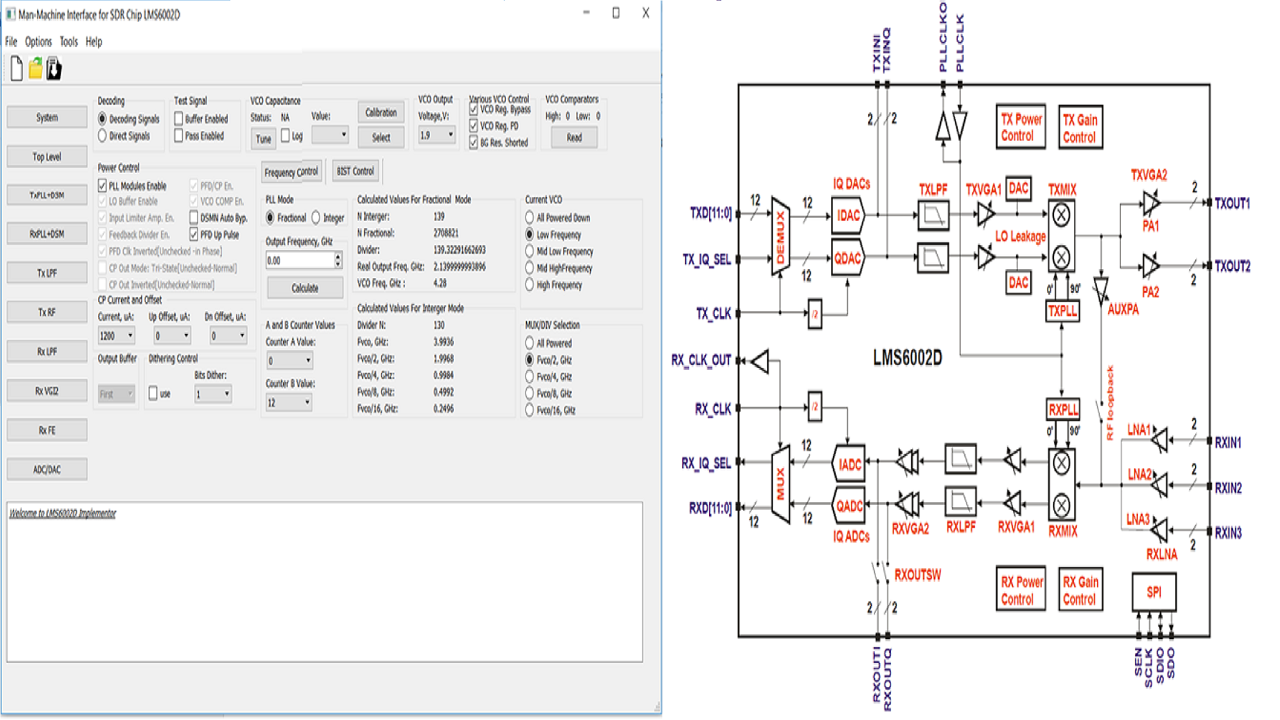 Man-Machine Interface for SDR Chip LMS6002D
File Options Tools Help
System
Top Level
TxPLL+DSM
RxPLL+DSM
Tx LPF
Tx RF
Rx LPF
Rx VGI2
Rx FE
ADC/DAC
Decoding
Decoding Signals
Direct Signals
Test Signal
Buffer Enabled
Pass Enabled
VCO Capacitance
Status: NA Value:
Tune Log
Calibration
Select
VCO Output
Voltage,V:
1.9
Various VCO Control
VCO Reg. Bypass
VCO Reg. PD
BG Res. Shorted
VCO Comparators
High: 0 Low: 0
Read
Power Control
PLL Modules Enable
LO Buffer Enable
Input Limiter Amp. En.
Feedback Divider En.
PFD Clk Inverted[Unchecked -in Phase]
CP Out Mode: Tri-State[Unchecked-Normal]
CP Out Inverted[Unchecked-Normal]
PFD/CP En.
VCO COMP En.
DSMN Auto Byp.
PFD Up Pulse
CP Current and Offset
Current, uA: Up Offset, uA: Dn Offset, uA:
1200 0 0
Output Buffer
First
Dithering Control
Bits Dither:
use 1
Frequency Control BIST Control
PLL Mode
Fractional Integer
Output Frequency, GHz
0.00
Calculate
A and B Counter Values
Counter A Value:
0
Counter B Value:
12
Calculated Values For Fractional Mode
N Interger: 139
N Fractional: 2708821
Divider: 139.32291662693
Real Output Freq. GHz: 2.139999993896
VCO Freq. GHz : 4.28
Calculated Values For Interger Mode
Divider N: 130
Fvco, GHz: 3.9936
Fvco/2, GHz: 1.9968
Fvco/4, GHz: 0.9984
Fvco/8, GHz: 0.4992
Fvco/16, GHz: 0.2496
Current VCO
All Powered Down
Low Frequency
Mid Low Frequency
Mid HighFrequency
High Frequency
MUX/DIV Selection
All Powered
Fvco/2, GHz
Fvco/4, GHz
Fvco/8, GHz
Fvco/16, GHz
Welcome to LMS6002D Implementor
TXINI
TXINQ
PLLCLKO
PLLCLK
2 2
TX Power
Control
TX Gain
Control
TXD[11:0]
12
DEMUX
12
12
IQ DACs
IDAC
QDAC
TXLPF
TXVGA1
DAC
LO Leakage
DAC
TXMIX
0' 90'
TXPLL
TXVGA2
PA1
PA2
2
TXOUT1
2
TXOUT2
AUXPA
TX_IQ_SEL
TX_CLK
/2
LMS6002D
RX_CLK_OUT
RX_CLK
/2
RF loopback
RXPLL
0' 90'
RX_IQ_SEL
RXD[11:0]
12
MUX
12
12
IADC
QADC
IQ ADCs
RXVGA2
RXLPF
RXVGA1
RXMIX
LNA1
LNA2
LNA3
RXLNA
2
RXIN1
2
RXIN2
2
RXIN3
RXOUTSW
2 2
RX Power
Control
RX Gain
Control
SPI
RXOUTI
RXOUTQ
SEN
SCLK
SDIO
SDO